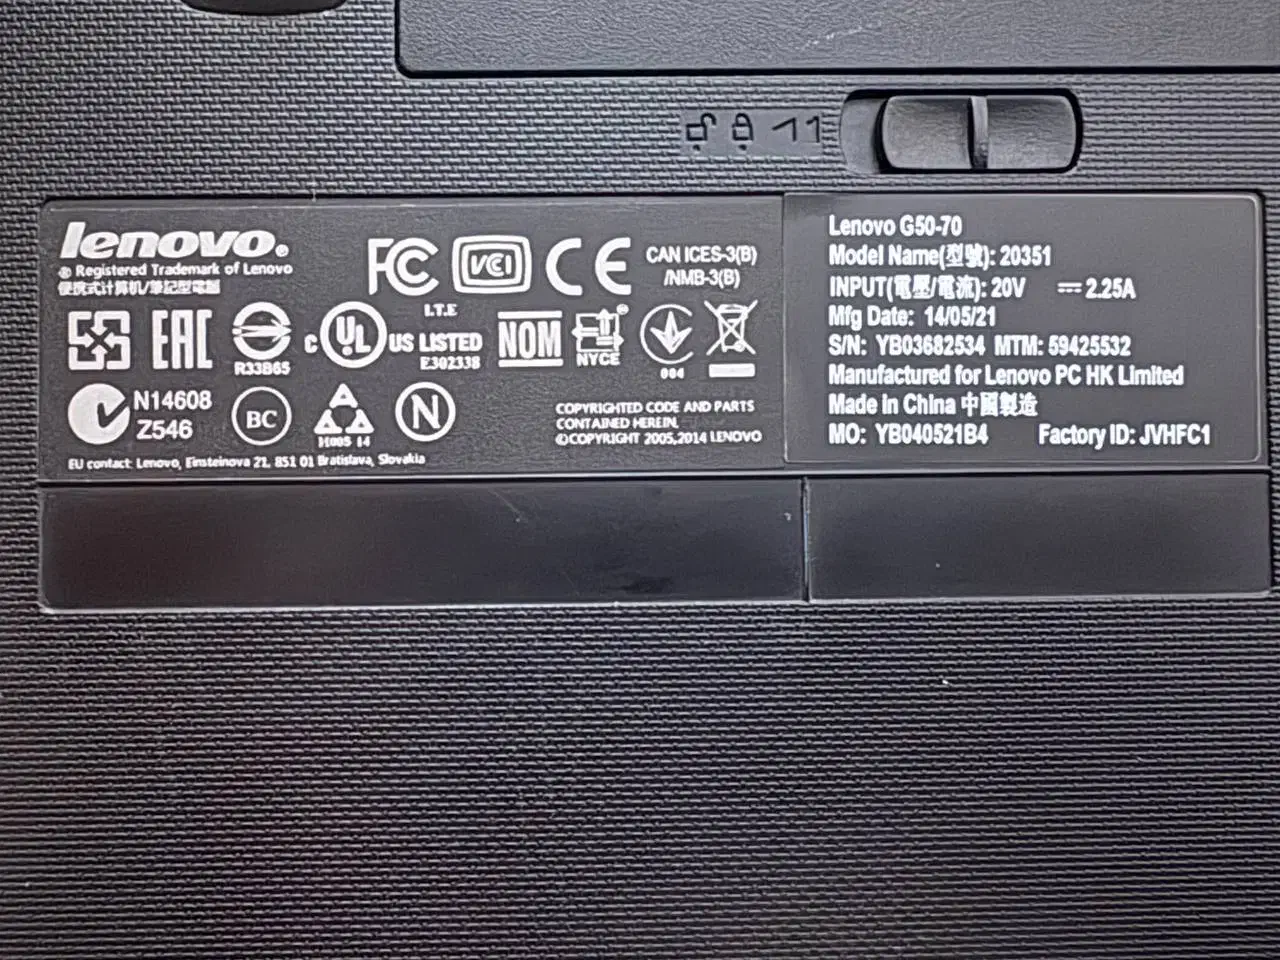 lenovo®
® Registered Trademark of Lenovo
便携式计算机/筆記型電腦
FC VCI CE CAN ICES-3(B)
/NMB-3(B)
I.T.E
EAC R33B65 c UL US LISTED
E302338
NOM NYCE 004
N14608
Z546
BC A N
EU contact: Lenovo, Einsteinova 21, 851 01 Bratislava, Slovakia
COPYRIGHTED CODE AND PARTS
CONTAINED HEREIN.
©COPYRIGHT 2005,2014 LENOVO
Lenovo G50-70
Model Name(型號): 20351
INPUT(電壓/電流): 20V ⎓ 2.25A
Mfg Date: 14/05/21
S/N: YB03682534 MTM: 59425532
Manufactured for Lenovo PC HK Limited
Made in China 中國製造
MO: YB040521B4 Factory ID: JVHFC1